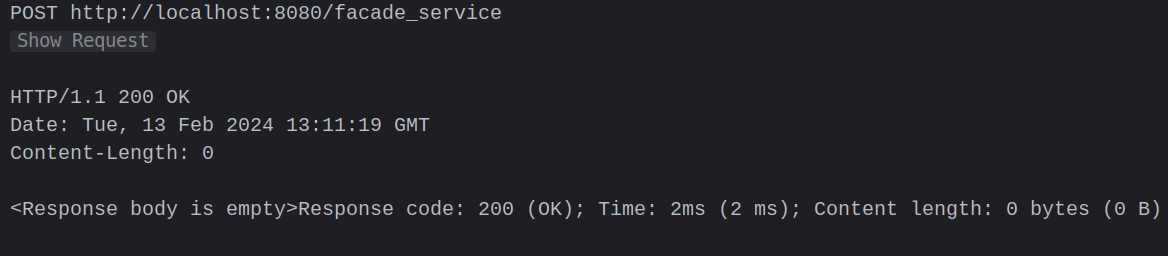 POST http://localhost:8080/facade_service
Show Request
HTTP/1.1 200 OK
Date: Tue, 13 Feb 2024 13:11:19 GMT
Content-Length: 0
<Response body is empty>Response code: 200 (OK); Time: 2ms (2 ms); Content length: 0 bytes (0 B)